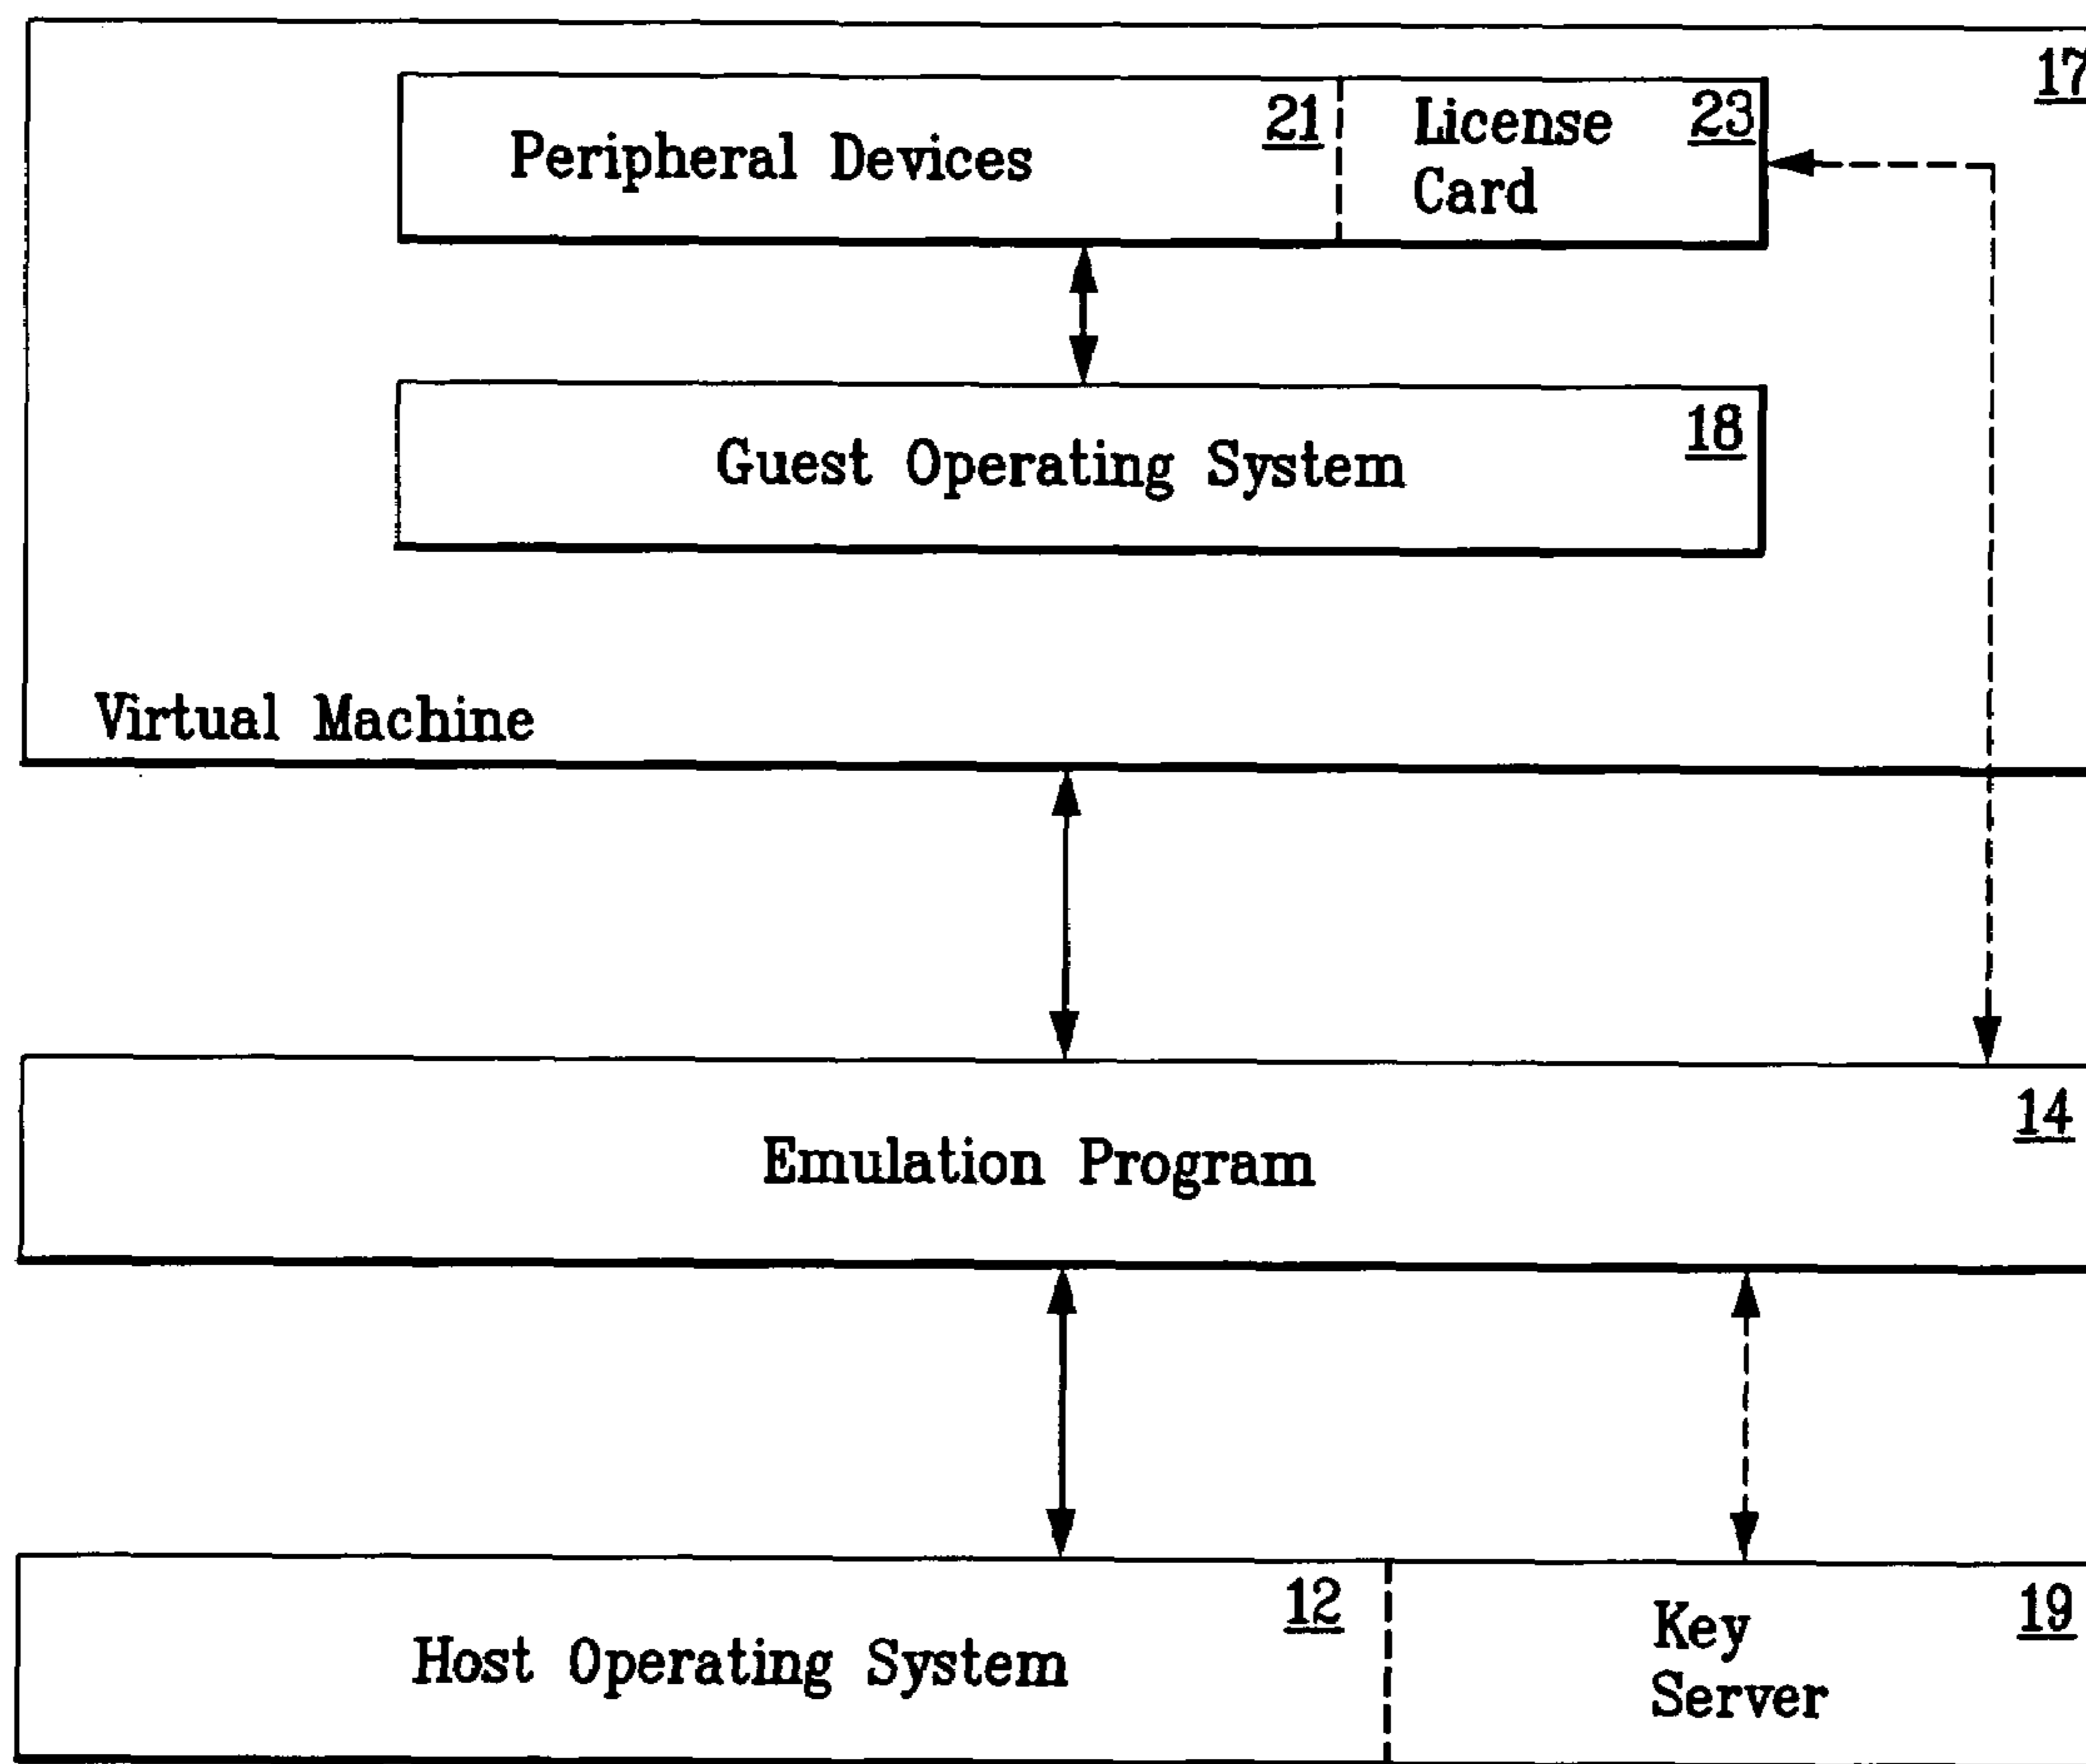 17
Peripheral Devices
21
License
Card
23
Guest Operating System
18
Virtual Machine
Emulation Program
14
Host Operating System
12
Key
Server
19